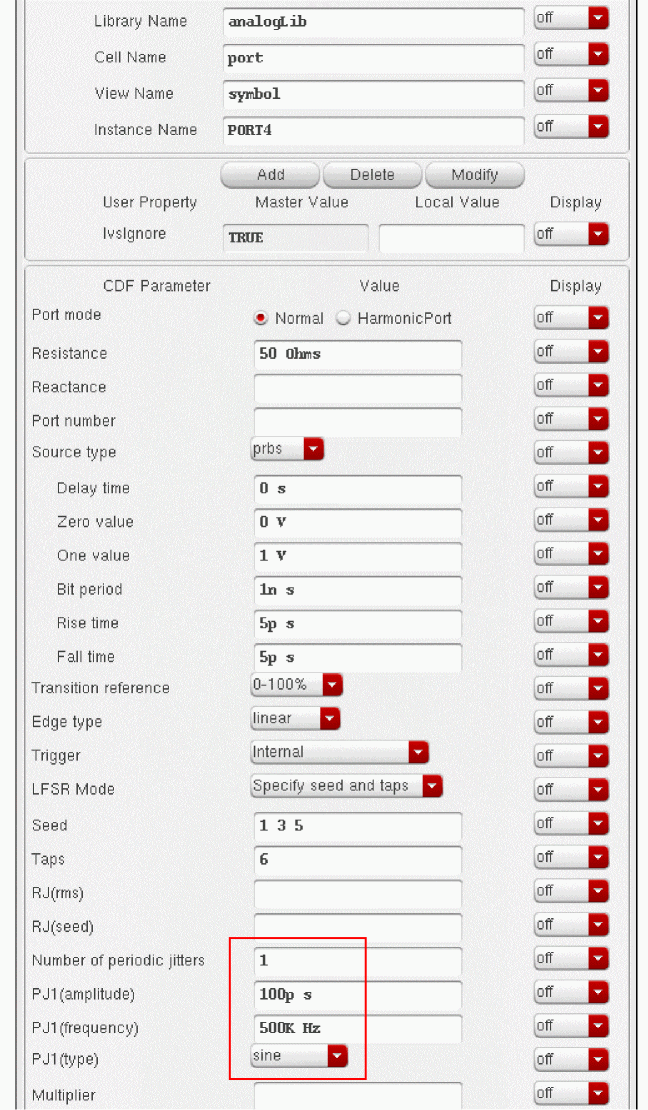 Library Name analogLib off
Cell Name port off
View Name symbol off
Instance Name PORT4 off
Add Delete Modify
User Property Master Value Local Value Display
lvsIgnore TRUE off
CDF Parameter Value Display
Port mode Normal HarmonicPort off
Resistance 50 Ohms off
Reactance off
Port number off
Source type prbs off
Delay time 0 s off
Zero value 0 V off
One value 1 V off
Bit period 1n s off
Rise time 5p s off
Fall time 5p s off
Transition reference 0-100% off
Edge type linear off
Trigger Internal off
LFSR Mode Specify seed and taps off
Seed 1 3 5 off
Taps 6 off
RJ(rms) off
RJ(seed) off
Number of periodic jitters 1 off
PJ1(amplitude) 100p s off
PJ1(frequency) 500K Hz off
PJ1(type) sine off
Multiplier off